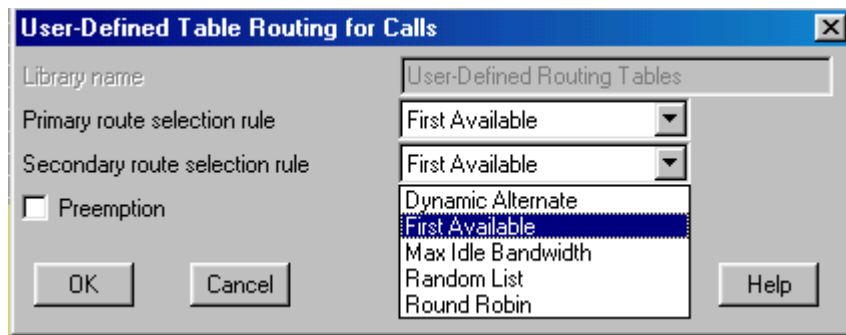 User-Defined Table Routing for Calls
Library name
User-Defined Routing Tables
Primary route selection rule
First Available
Secondary route selection rule
First Available
Preemption
Dynamic Alternate
First Available
Max Idle Bandwidth
Random List
Round Robin
OK
Cancel
Help